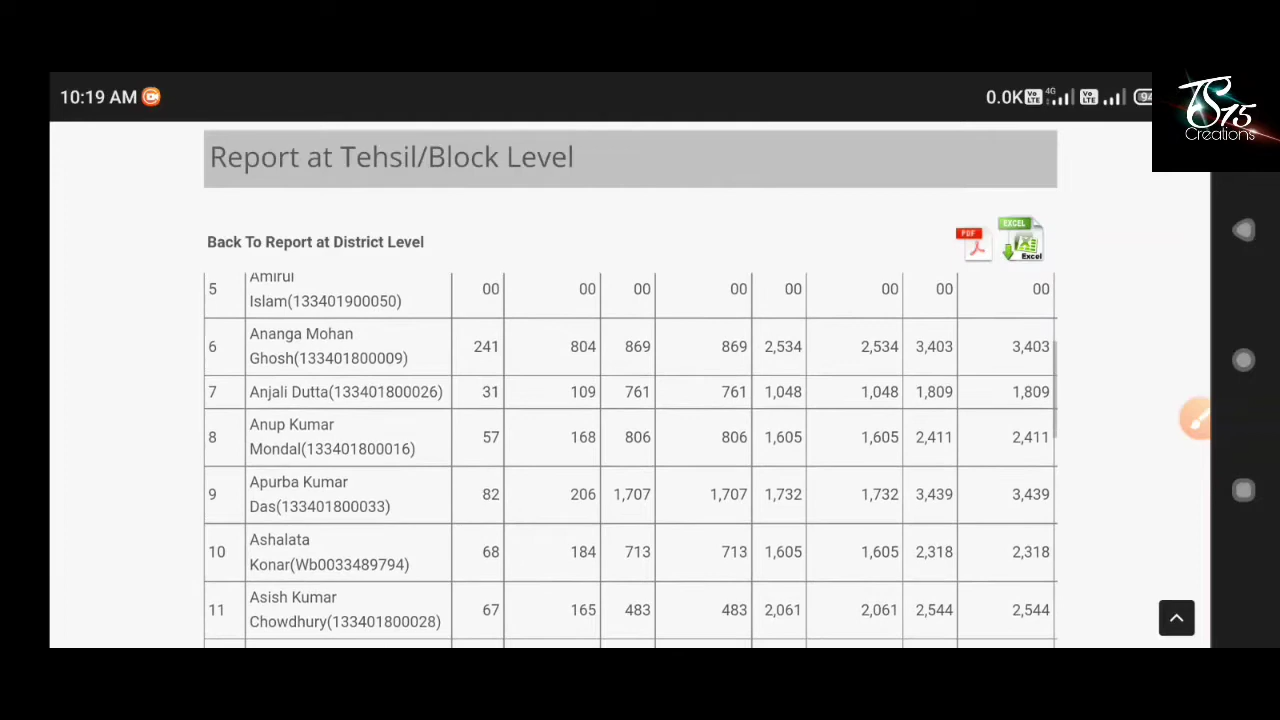 10:19 AM
0.0K Vo LTE 4G Vo LTE
TS15
Creations
Report at Tehsil/Block Level
Back To Report at District Level
PDF
EXCEL
Excel
5 Amirul Islam(133401900050) 00 00 00 00 00 00 00 00
6 Ananga Mohan Ghosh(133401800009) 241 804 869 869 2,534 2,534 3,403 3,403
7 Anjali Dutta(133401800026) 31 109 761 761 1,048 1,048 1,809 1,809
8 Anup Kumar Mondal(133401800016) 57 168 806 806 1,605 1,605 2,411 2,411
9 Apurba Kumar Das(133401800033) 82 206 1,707 1,707 1,732 1,732 3,439 3,439
10 Ashalata Konar(Wb0033489794) 68 184 713 713 1,605 1,605 2,318 2,318
11 Asish Kumar Chowdhury(133401800028) 67 165 483 483 2,061 2,061 2,544 2,544